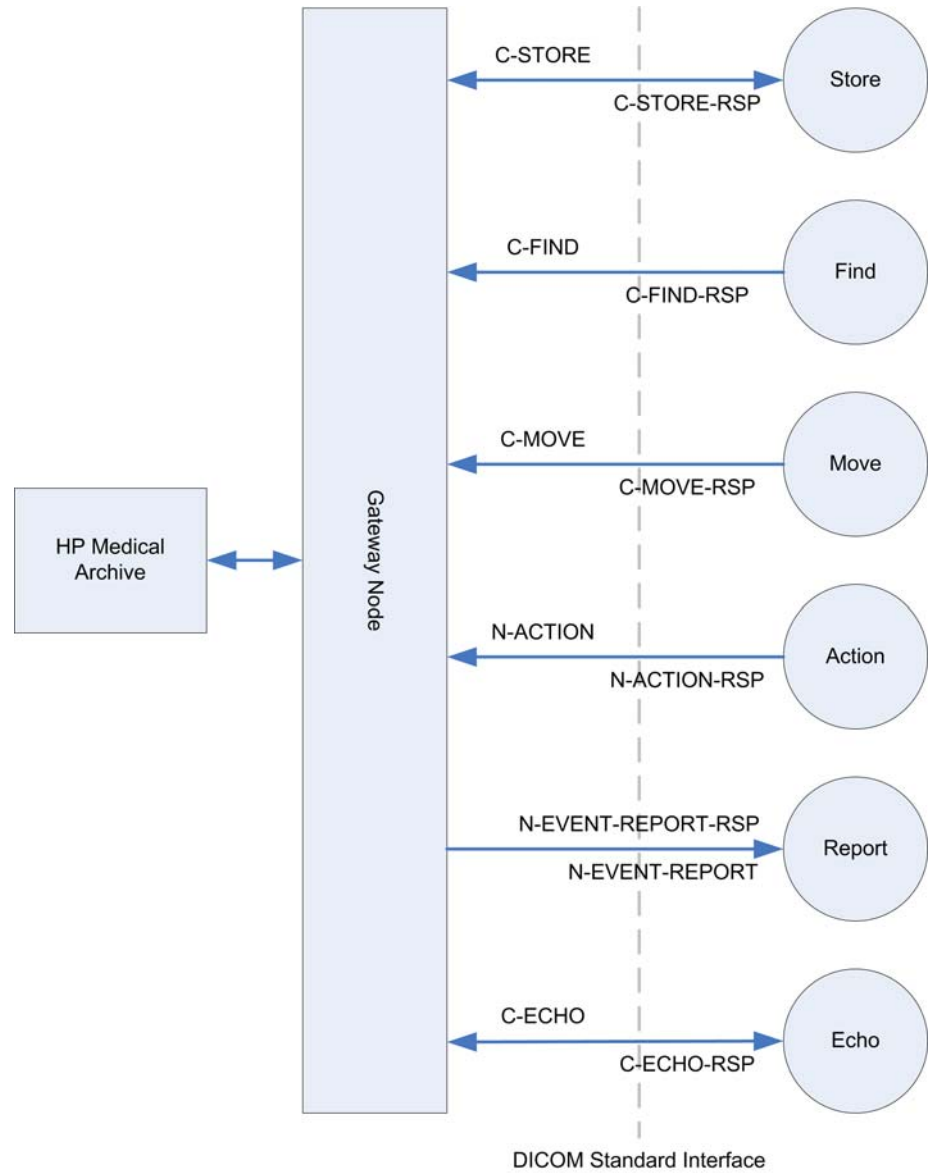 C-STORE
Store
C-STORE-RSP
C-FIND
Find
C-FIND-RSP
C-MOVE
Move
C-MOVE-RSP
HP Medical
Archive
Gateway Node
N-ACTION
Action
N-ACTION-RSP
N-EVENT-REPORT-RSP
Report
N-EVENT-REPORT
C-ECHO
Echo
C-ECHO-RSP
DICOM Standard Interface